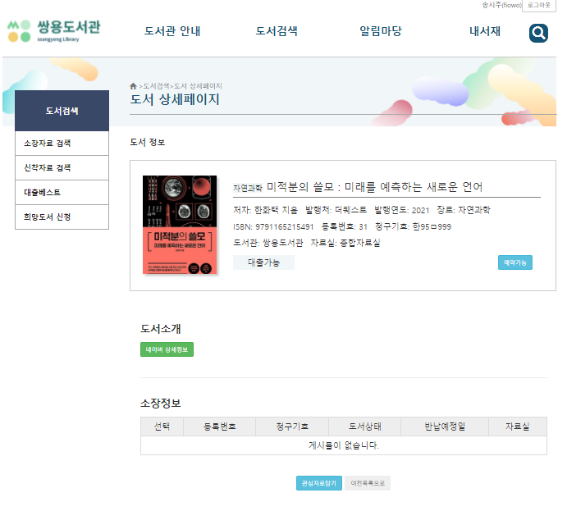 송시우(siowo) 로그아웃
쌍용도서관
ssangyong Library
도서관 안내 도서검색 알림마당 내서재
>도서검색>도서 상세페이지
도서 상세페이지
도서검색
소장자료 검색
신착자료 검색
대출베스트
희망도서 신청
도서 정보
미적분의 쓸모
미래를 예측하는 새로운 언어
자연과학 미적분의 쓸모 : 미래를 예측하는 새로운 언어
저자: 한화택 지음 발행처: 더퀘스트 발행연도: 2021 장르: 자연과학
ISBN: 9791165215491 등록번호: 31 청구기호: 한95ㅁ999
도서관: 쌍용도서관 자료실: 종합자료실
대출가능
예약가능
도서소개
네이버 상세정보
소장정보
선택 등록번호 청구기호 도서상태 반납예정일 자료실
게시물이 없습니다.
관심자료담기 이전목록으로